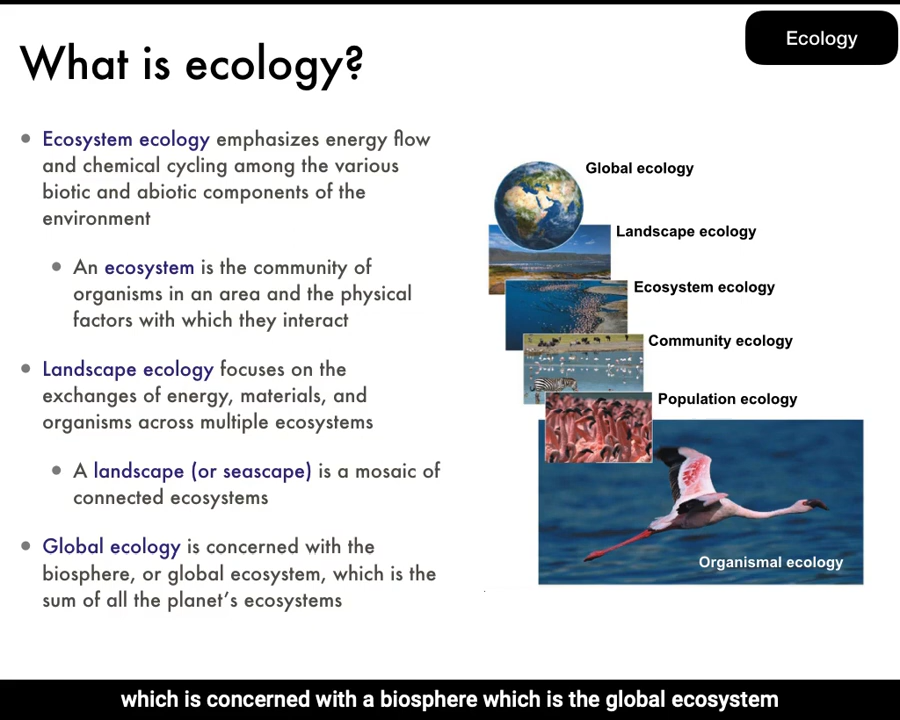 Ecology
What is ecology?
Ecosystem ecology emphasizes energy flow
and chemical cycling among the various
biotic and abiotic components of the
environment
An ecosystem is the community of
organisms in an area and the physical
factors with which they interact
Landscape ecology focuses on the
exchanges of energy, materials, and
organisms across multiple ecosystems
A landscape (or seascape) is a mosaic of
connected ecosystems
Global ecology is concerned with the
biosphere, or global ecosystem, which is the
sum of all the planet's ecosystems
Global ecology
Landscape ecology
Ecosystem ecology
Community ecology
Population ecology
Organismal ecology
which is concerned with a biosphere which is the global ecosystem